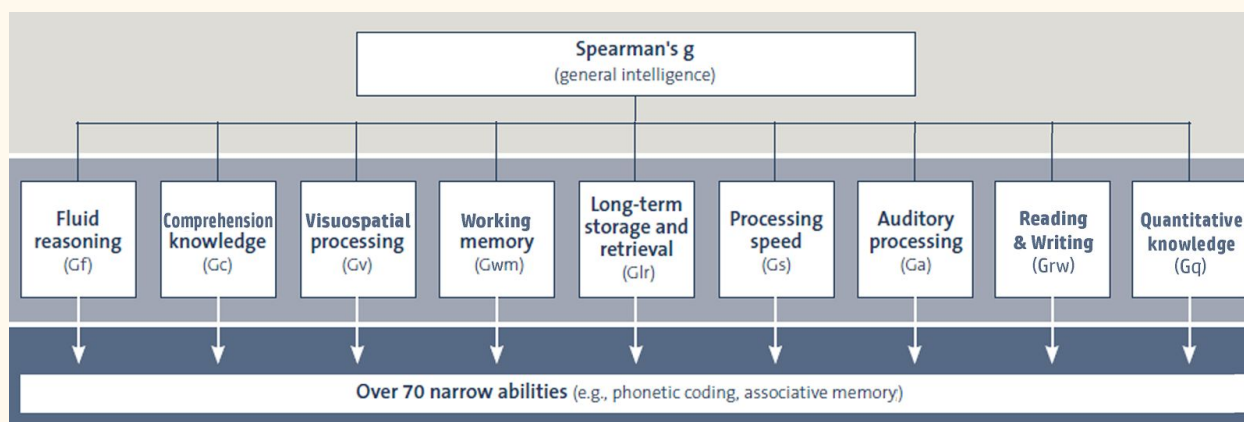 Spearman's g
(general intelligence)
Fluid
reasoning
(Gf)
Comprehension
knowledge
(Gc)
Visuospatial
processing
(Gv)
Working
memory
(Gwm)
Long-term
storage and
retrieval
(Glr)
Processing
speed
(Gs)
Auditory
processing
(Ga)
Reading
& Writing
(Grw)
Quantitative
knowledge
(Gq)
Over 70 narrow abilities (e.g., phonetic coding, associative memory)